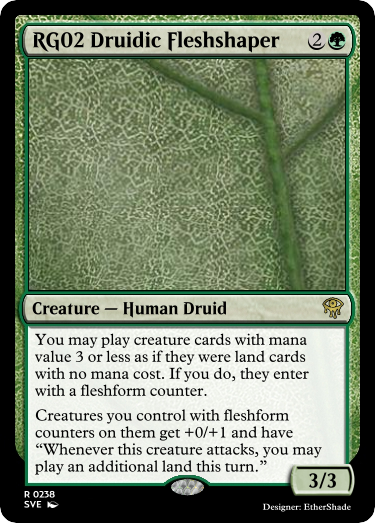 RG02 Druidic Fleshshaper 2
Creature — Human Druid
You may play creature cards with mana
value 3 or less as if they were land cards
with no mana cost. If you do, they enter
with a fleshform counter.
Creatures you control with fleshform
counters on them get +0/+1 and have
“Whenever this creature attacks, you may
play an additional land this turn.”
3/3
R 0238
SVE
Designer: EtherShade